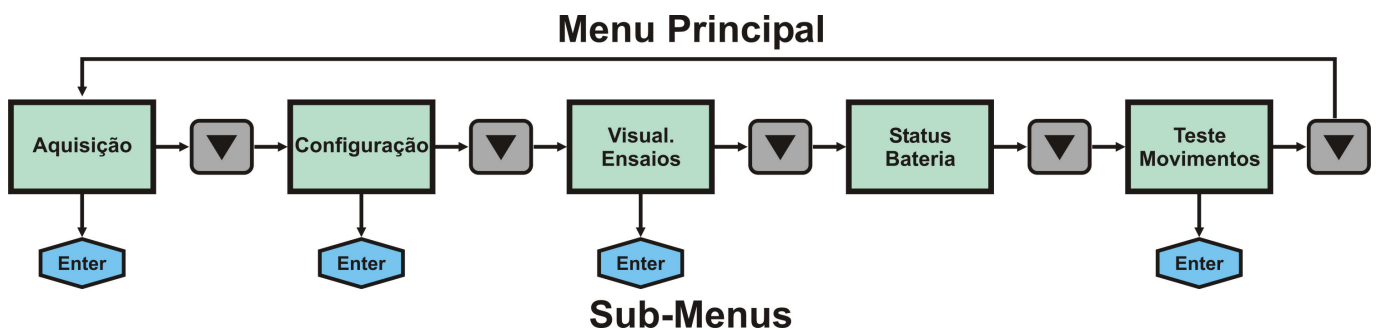 Menu Principal
Aquisição
Configuração
Visual.
Ensaios
Status
Bateria
Teste
Movimentos
Enter
Enter
Enter
Enter
Sub-Menus